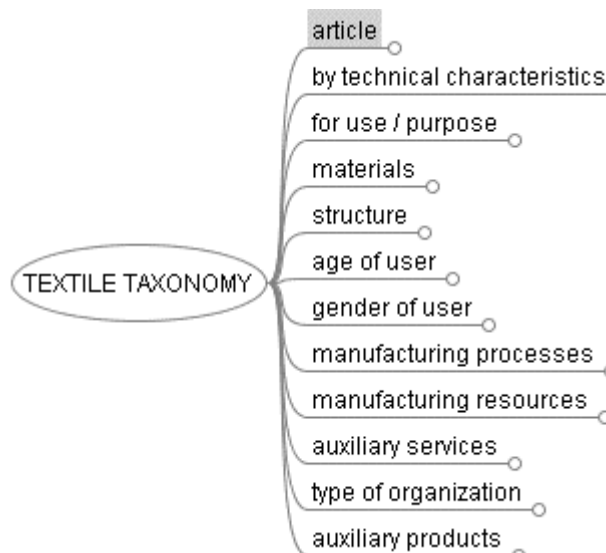 article
by technical characteristics
for use / purpose
materials
structure
age of user
TEXTILE TAXONOMY
gender of user
manufacturing processes
manufacturing resources
auxiliary services
type of organization
auxiliary products